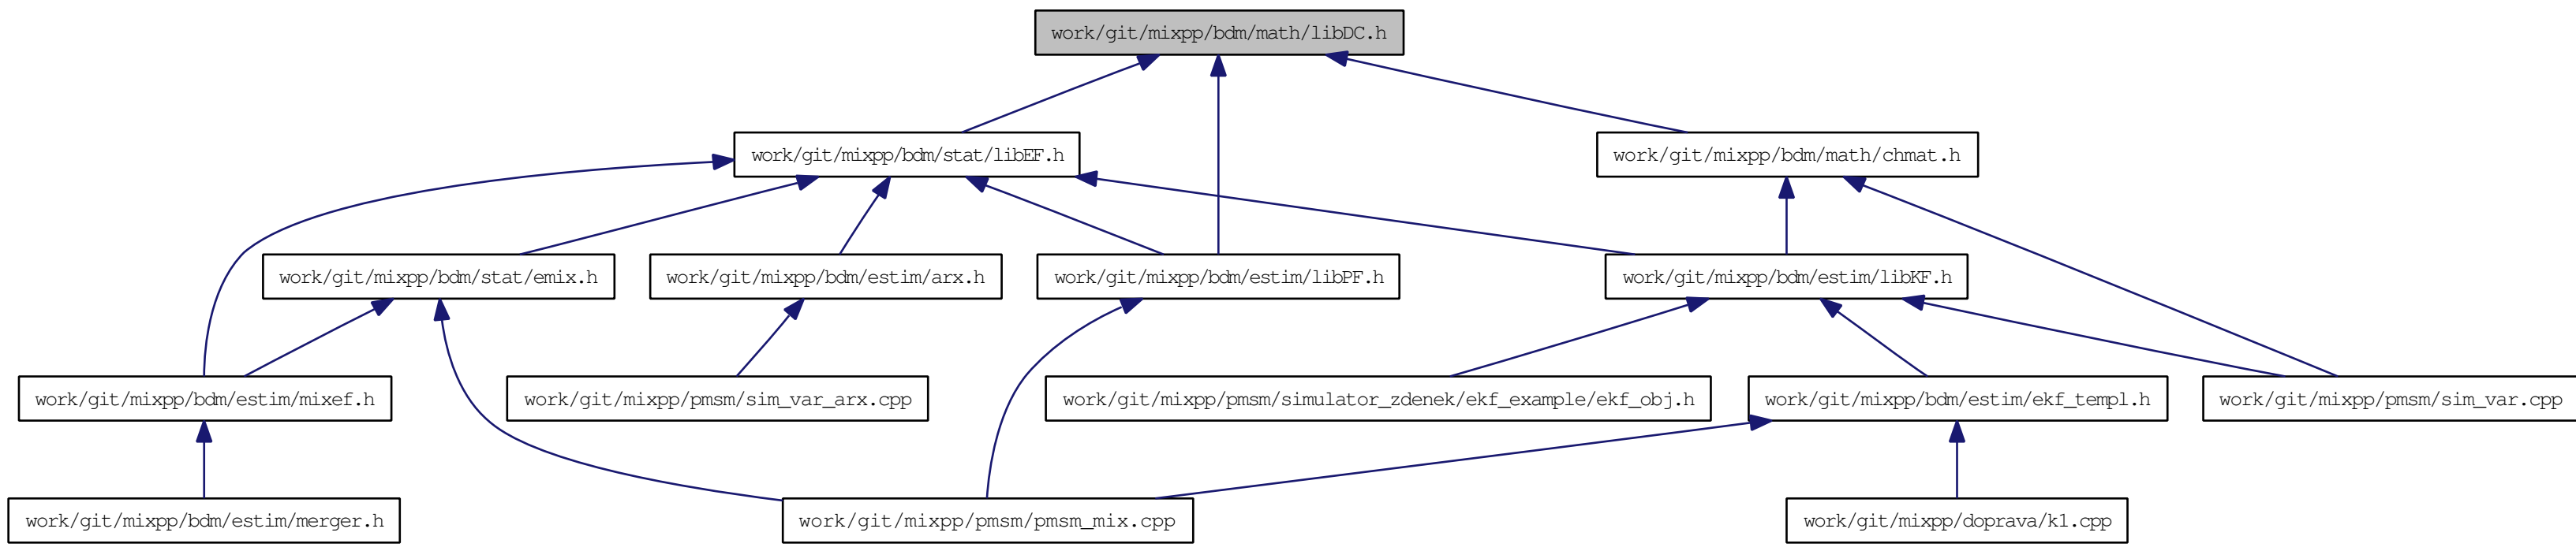 work/git/mixpp/bdm/math/libDC.h
work/git/mixpp/bdm/stat/libEF.h
work/git/mixpp/bdm/math/chmat.h
work/git/mixpp/bdm/stat/emix.h
work/git/mixpp/bdm/estim/arx.h
work/git/mixpp/bdm/estim/libPF.h
work/git/mixpp/bdm/estim/libKF.h
work/git/mixpp/bdm/estim/mixef.h
work/git/mixpp/pmsm/sim_var_arx.cpp
work/git/mixpp/pmsm/simulator_zdenek/ekf_example/ekf_obj.h
work/git/mixpp/bdm/estim/ekf_templ.h
work/git/mixpp/pmsm/sim_var.cpp
work/git/mixpp/bdm/estim/merger.h
work/git/mixpp/pmsm/pmsm_mix.cpp
work/git/mixpp/doprava/k1.cpp